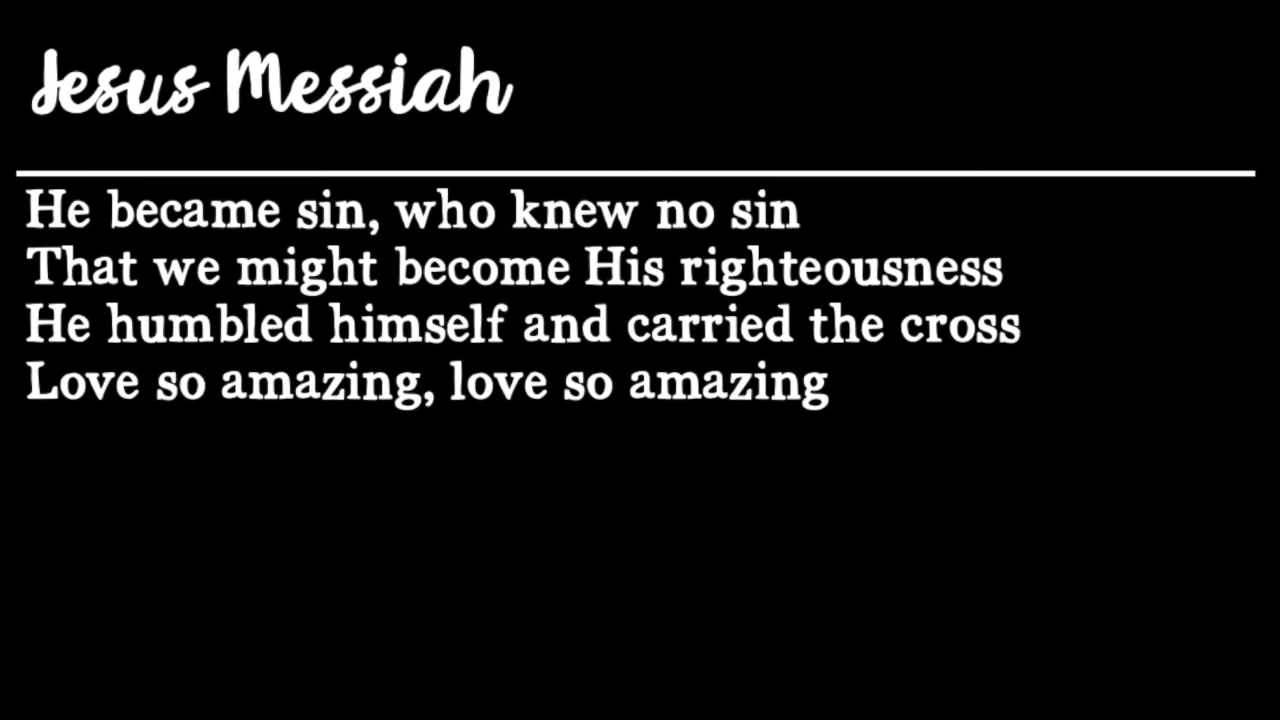 Jesus Messiah
He became sin, who knew no sin
That we might become His righteousness
He humbled himself and carried the cross
Love so amazing, love so amazing